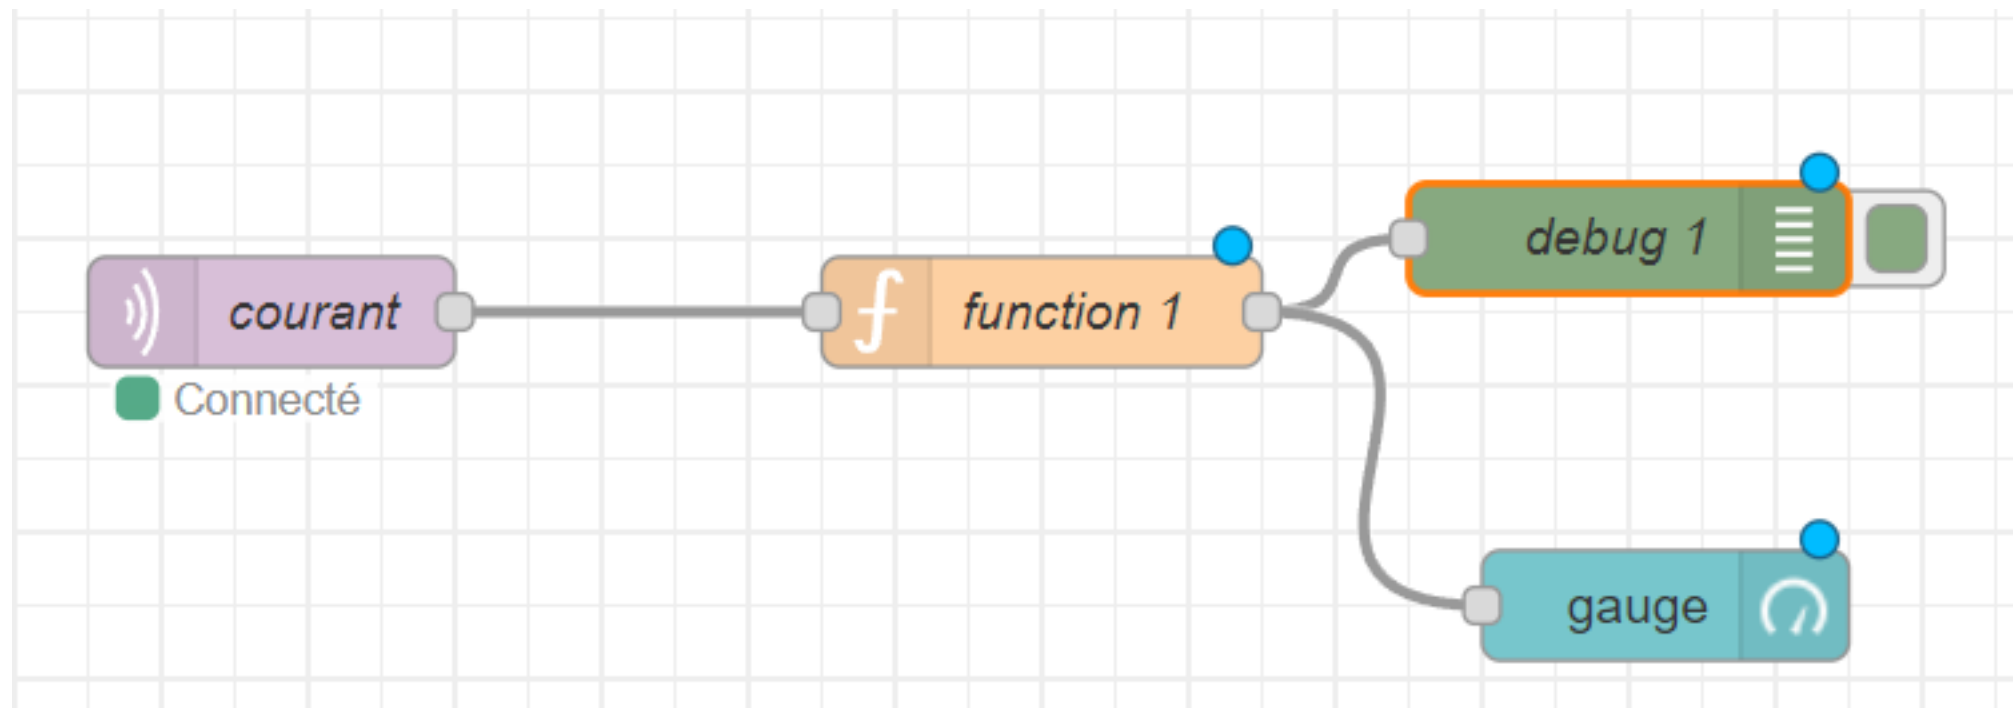 debug 1
courant
function 1
Connecté
gauge